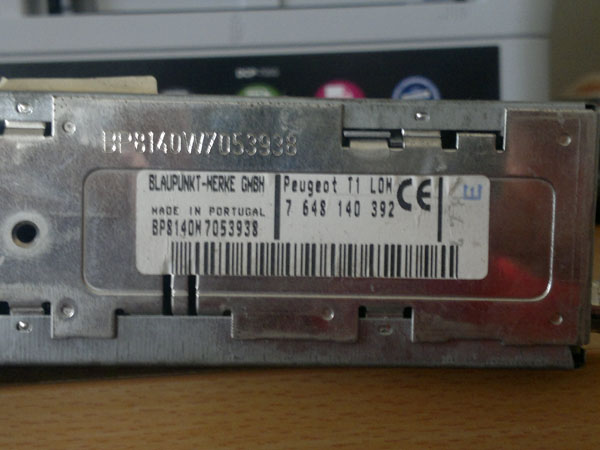 BP8140W7053938
BLAUPUNKT-WERKE GMBH
Peugeot T1 LOW
MADE IN PORTUGAL
7 648 140 392
CE
BP8140W7053938
E